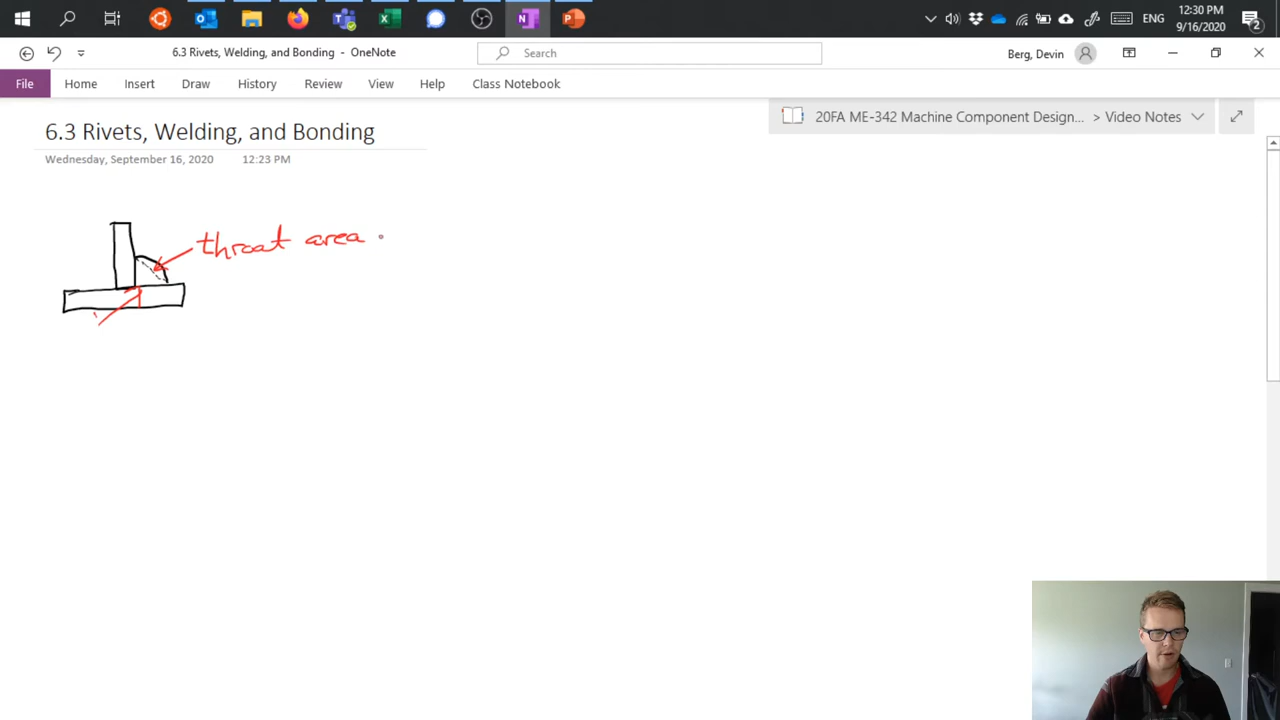 12:30 PM
ENG
9/16/2020
2
6.3 Rivets, Welding, and Bonding - OneNote
Search
Berg, Devin
File Home Insert Draw History Review View Help Class Notebook
20FA ME-342 Machine Component Design... > Video Notes
6.3 Rivets, Welding, and Bonding
Wednesday, September 16, 2020 12:23 PM
throat area